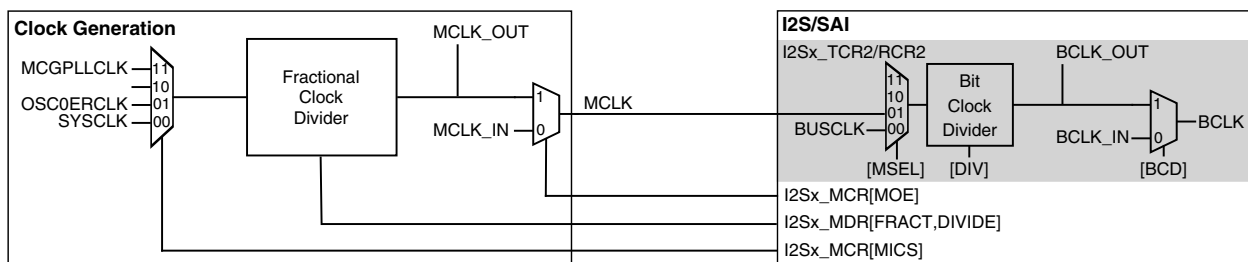 Clock Generation
MCGPLLCLK
11
10
OSC0ERCLK
01
SYSCLK
00
Fractional
Clock
Divider
MCLK_OUT
MCLK_IN
1
0
MCLK
I2S/SAI
I2Sx_TCR2/RCR2
11
10
01
BUSCLK
00
[MSEL]
Bit
Clock
Divider
[DIV]
BCLK_OUT
BCLK_IN
1
0
[BCD]
BCLK
I2Sx_MCR[MOE]
I2Sx_MDR[FRACT,DIVIDE]
I2Sx_MCR[MICS]